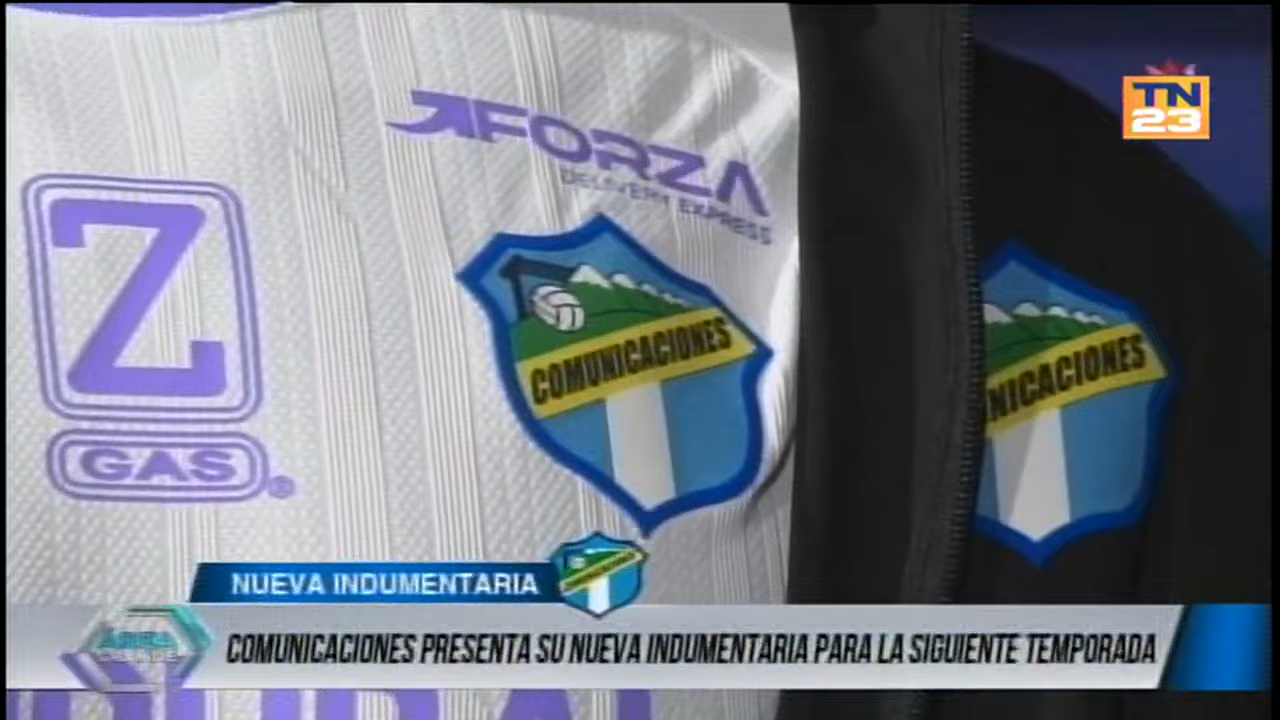 TN
23
FORZA
DELIVERY EXPRESS
Z
GAS
®
COMUNICACIONES
NICACIONES
NUEVA INDUMENTARIA
COMUNICACIONES PRESENTA SU NUEVA INDUMENTARIA PARA LA SIGUIENTE TEMPORADA